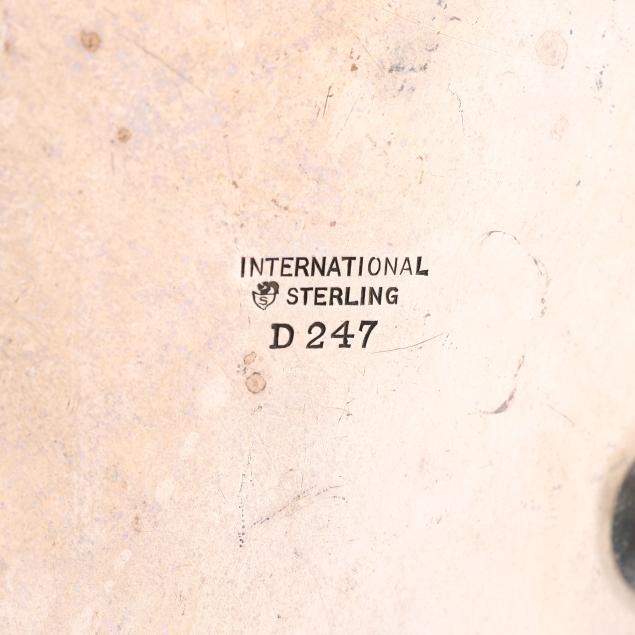 INTERNATIONAL
S STERLING
D 247